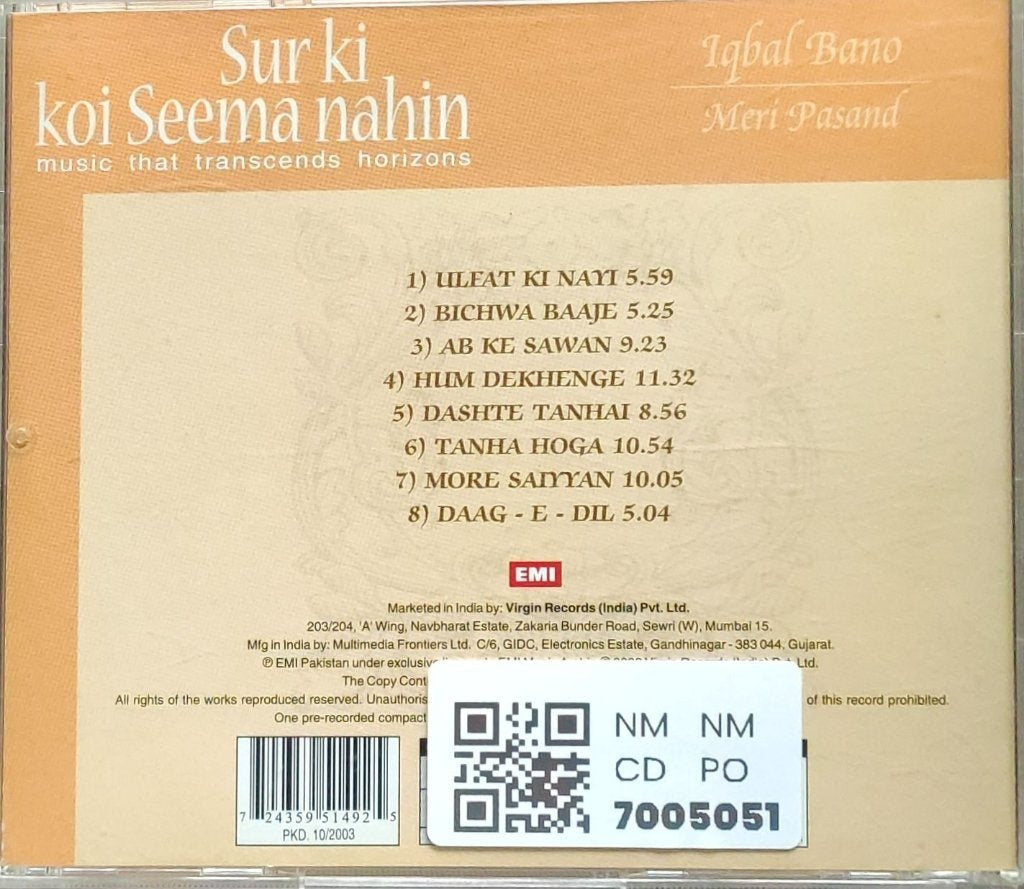 Sur ki
koi Seema nahin
music that transcends horizons
Iqbal Bano
Meri Pasand
1) ULFAT KI NAYI 5.59
2) BICHWA BAAJE 5.25
3) AB KE SAWAN 9.23
4) HUM DEKHENGE 11.32
5) DASHTE TANHAI 8.56
6) TANHA HOGA 10.54
7) MORE SAIYYAN 10.05
8) DAAG - E - DIL 5.04
EMI
Marketed in India by: Virgin Records (India) Pvt. Ltd.
203/204, 'A' Wing, Navbharat Estate, Zakaria Bunder Road, Sewri (W), Mumbai 15.
Mfg in India by: Multimedia Frontiers Ltd. C/6, GIDC, Electronics Estate, Gandhinagar - 383 044, Gujarat.
℗ EMI Pakistan under exclusiv Ltd.
The Copy Cont
All rights of the works reproduced reserved. Unauthoris of this record prohibited.
One pre-recorded compact
7 24359 51492 5
PKD. 10/2003
NM NM
CD PO
7005051